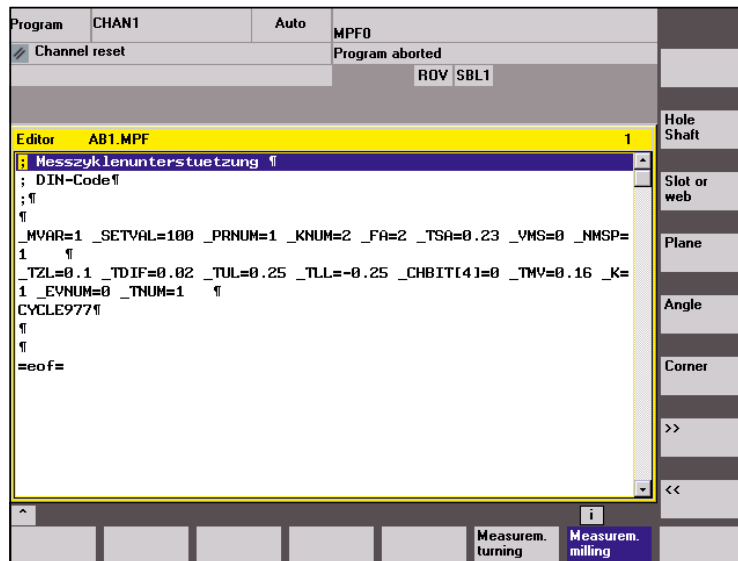 Program CHAN1 Auto MPF0
Channel reset Program aborted
ROV SBL1
Editor AB1.MPF 1
; Messzyklenunterstuetzung ¶
; DIN-Code¶
;¶
¶
_MVAR=1 _SETVAL=100 _PRNUM=1 _KNUM=2 _FA=2 _TSA=0.23 _VMS=0 _NMSP=
1 ¶
_TZL=0.1 _TDIF=0.02 _TUL=0.25 _TLL=-0.25 _CHBIT[4]=0 _TMV=0.16 _K=
1 _EVNUM=0 _TNUM=1 ¶
CYCLE977¶
¶
¶
=eof=
Hole
Shaft
Slot or
web
Plane
Angle
Corner
>>
<<
^
i
Measurem.
turning
Measurem.
milling